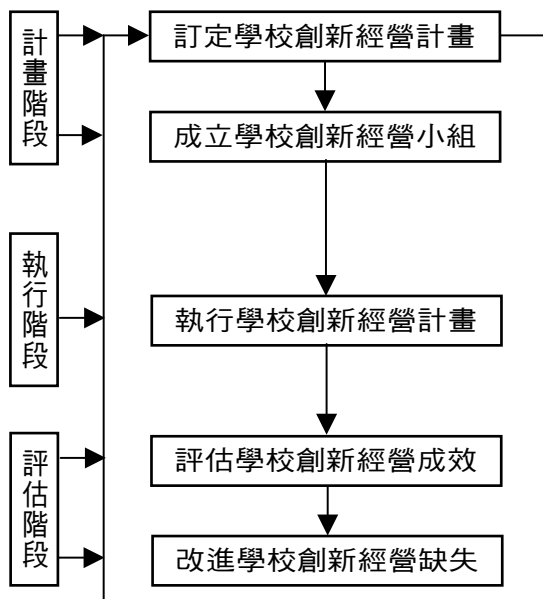 計畫階段
訂定學校創新經營計畫
成立學校創新經營小組
執行階段
執行學校創新經營計畫
評估階段
評估學校創新經營成效
改進學校創新經營缺失